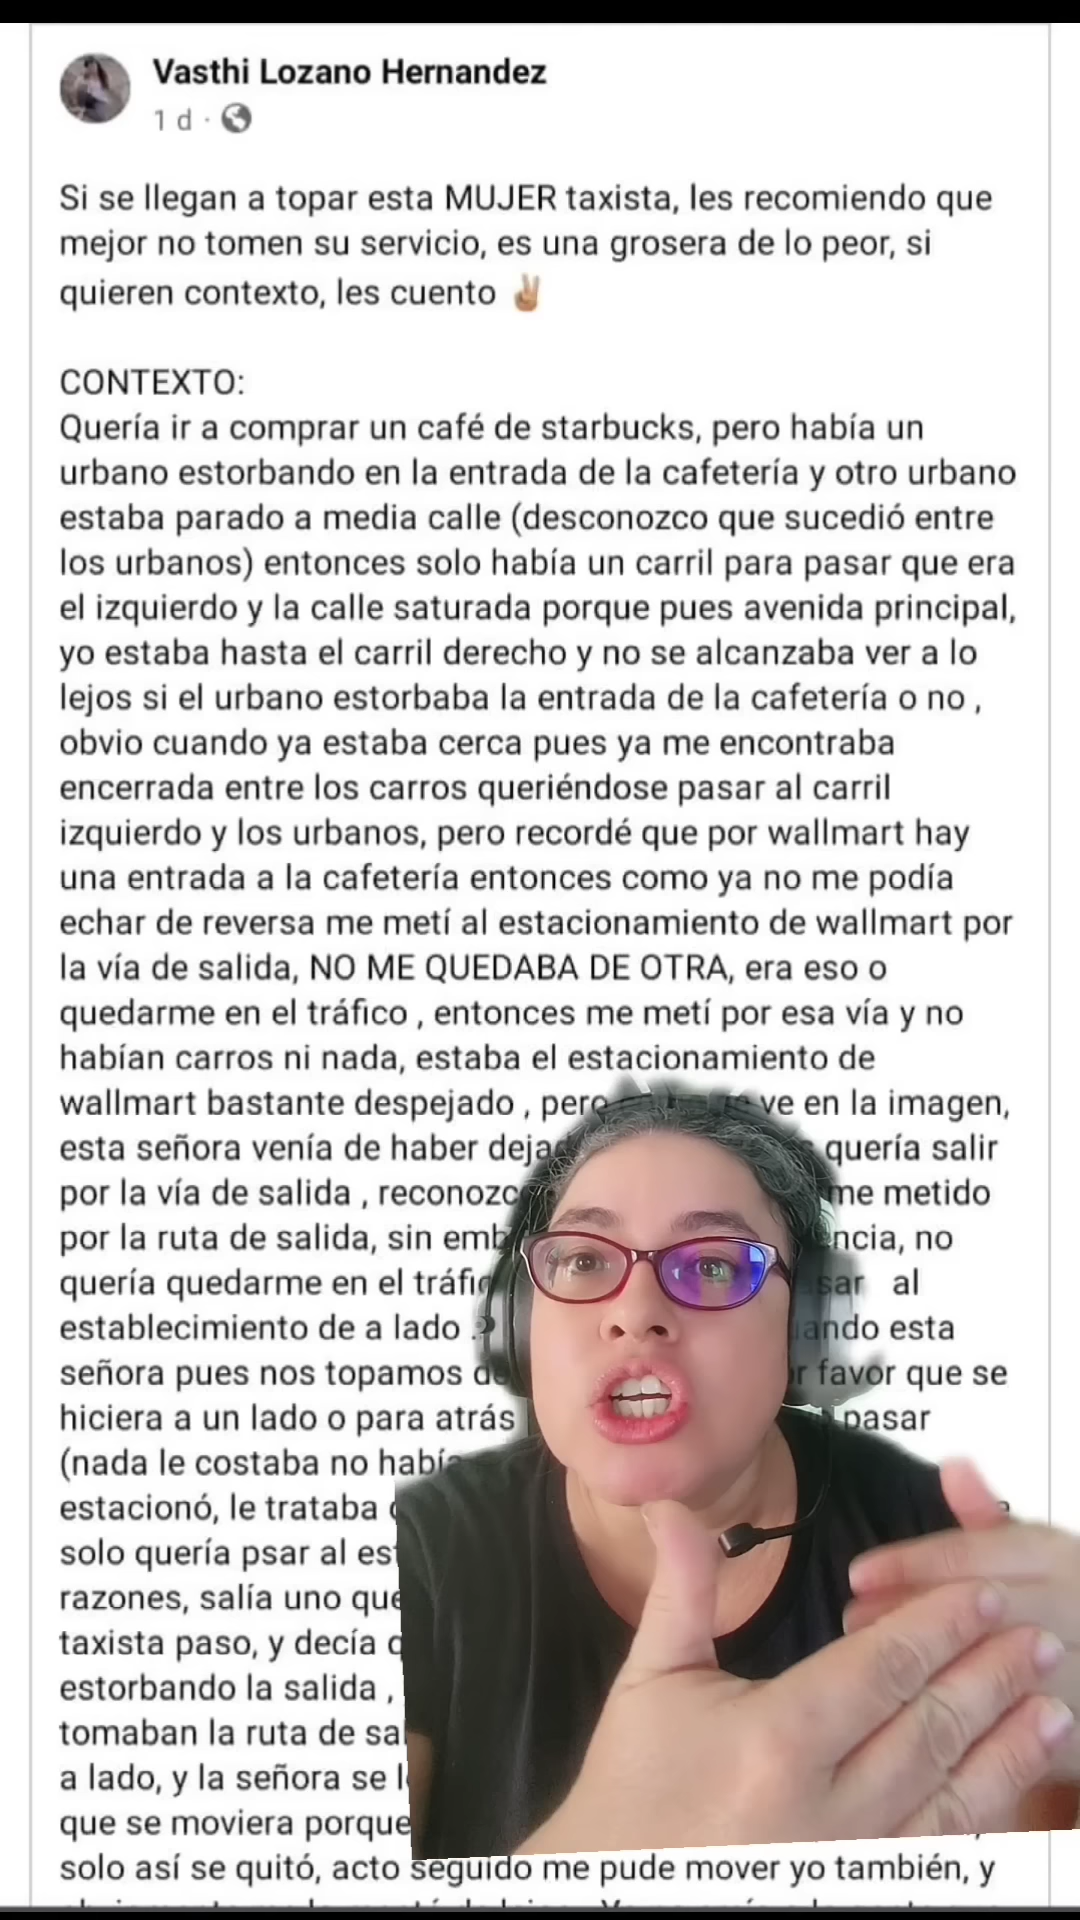 Vasthi Lozano Hernandez
1 d ·
Si se llegan a topar esta MUJER taxista, les recomiendo que
mejor no tomen su servicio, es una grosera de lo peor, si
quieren contexto, les cuento ✌🏼
CONTEXTO:
Quería ir a comprar un café de starbucks, pero había un
urbano estorbando en la entrada de la cafetería y otro urbano
estaba parado a media calle (desconozco que sucedió entre
los urbanos) entonces solo había un carril para pasar que era
el izquierdo y la calle saturada porque pues avenida principal,
yo estaba hasta el carril derecho y no se alcanzaba ver a lo
lejos si el urbano estorbaba la entrada de la cafetería o no ,
obvio cuando ya estaba cerca pues ya me encontraba
encerrada entre los carros queriéndose pasar al carril
izquierdo y los urbanos, pero recordé que por wallmart hay
una entrada a la cafetería entonces como ya no me podía
echar de reversa me metí al estacionamiento de wallmart por
la vía de salida, NO ME QUEDABA DE OTRA, era eso o
quedarme en el tráfico , entonces me metí por esa vía y no
habían carros ni nada, estaba el estacionamiento de
wallmart bastante despejado , ve en la imagen,
esta señora venía de haber quería salir
por la vía de salida , me metido
por la ruta de salida, sin no
quería quedarme en el al
establecimiento de a lado esta
señora pues nos topamos favor que se
hiciera a un lado o para atrás pasar
(nada le costaba no
estacionó, le trataba
solo quería psar al
razones, salía uno
taxista paso, y decía
estorbando la salida ,
tomaban la ruta de
a lado, y la señora se
que se moviera porque
solo así se quitó, acto seguido me pude mover yo también, y